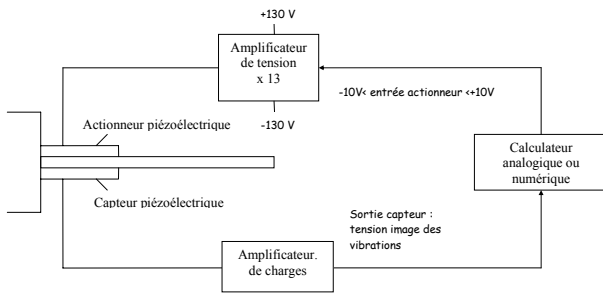 +130 V
Amplificateur
de tension
x 13
-10V< entrée actionneur <+10V
-130 V
Actionneur piézoélectrique
Calculateur
analogique ou
numérique
Capteur piézoélectrique
Sortie capteur :
tension image des
vibrations
Amplificateur.
de charges